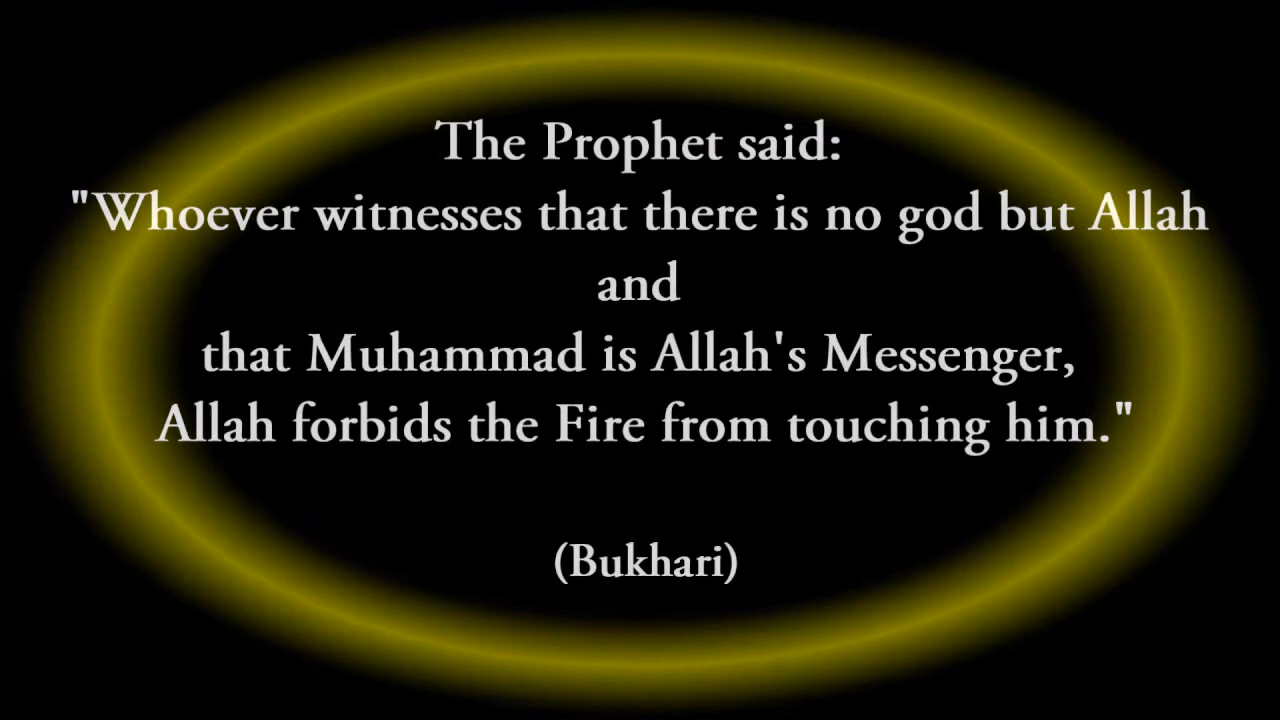 The Prophet said:
"Whoever witnesses that there is no god but Allah
and
that Muhammad is Allah's Messenger,
Allah forbids the Fire from touching him."
(Bukhari)